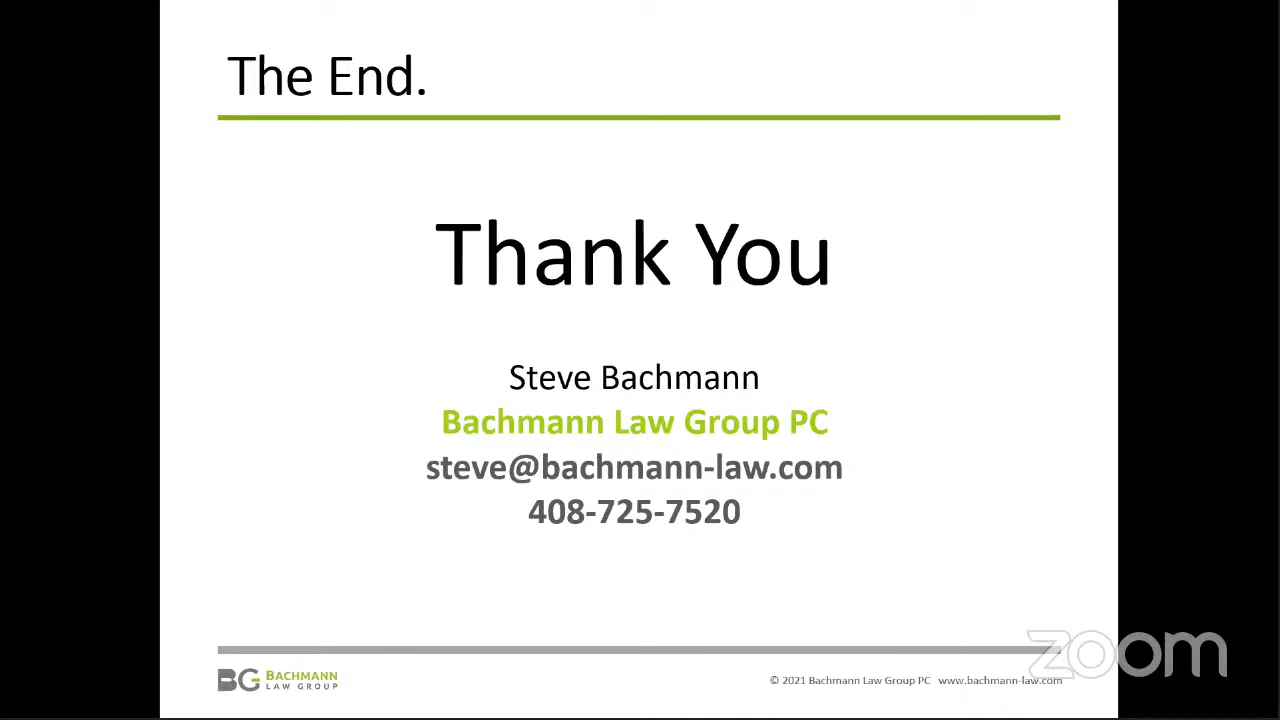 The End.
Thank You
Steve Bachmann
Bachmann Law Group PC
steve@bachmann-law.com
408-725-7520
BG BACHMANN
LAW GROUP
© 2021 Bachmann Law Group PC www.bachmann-law.com
zoom